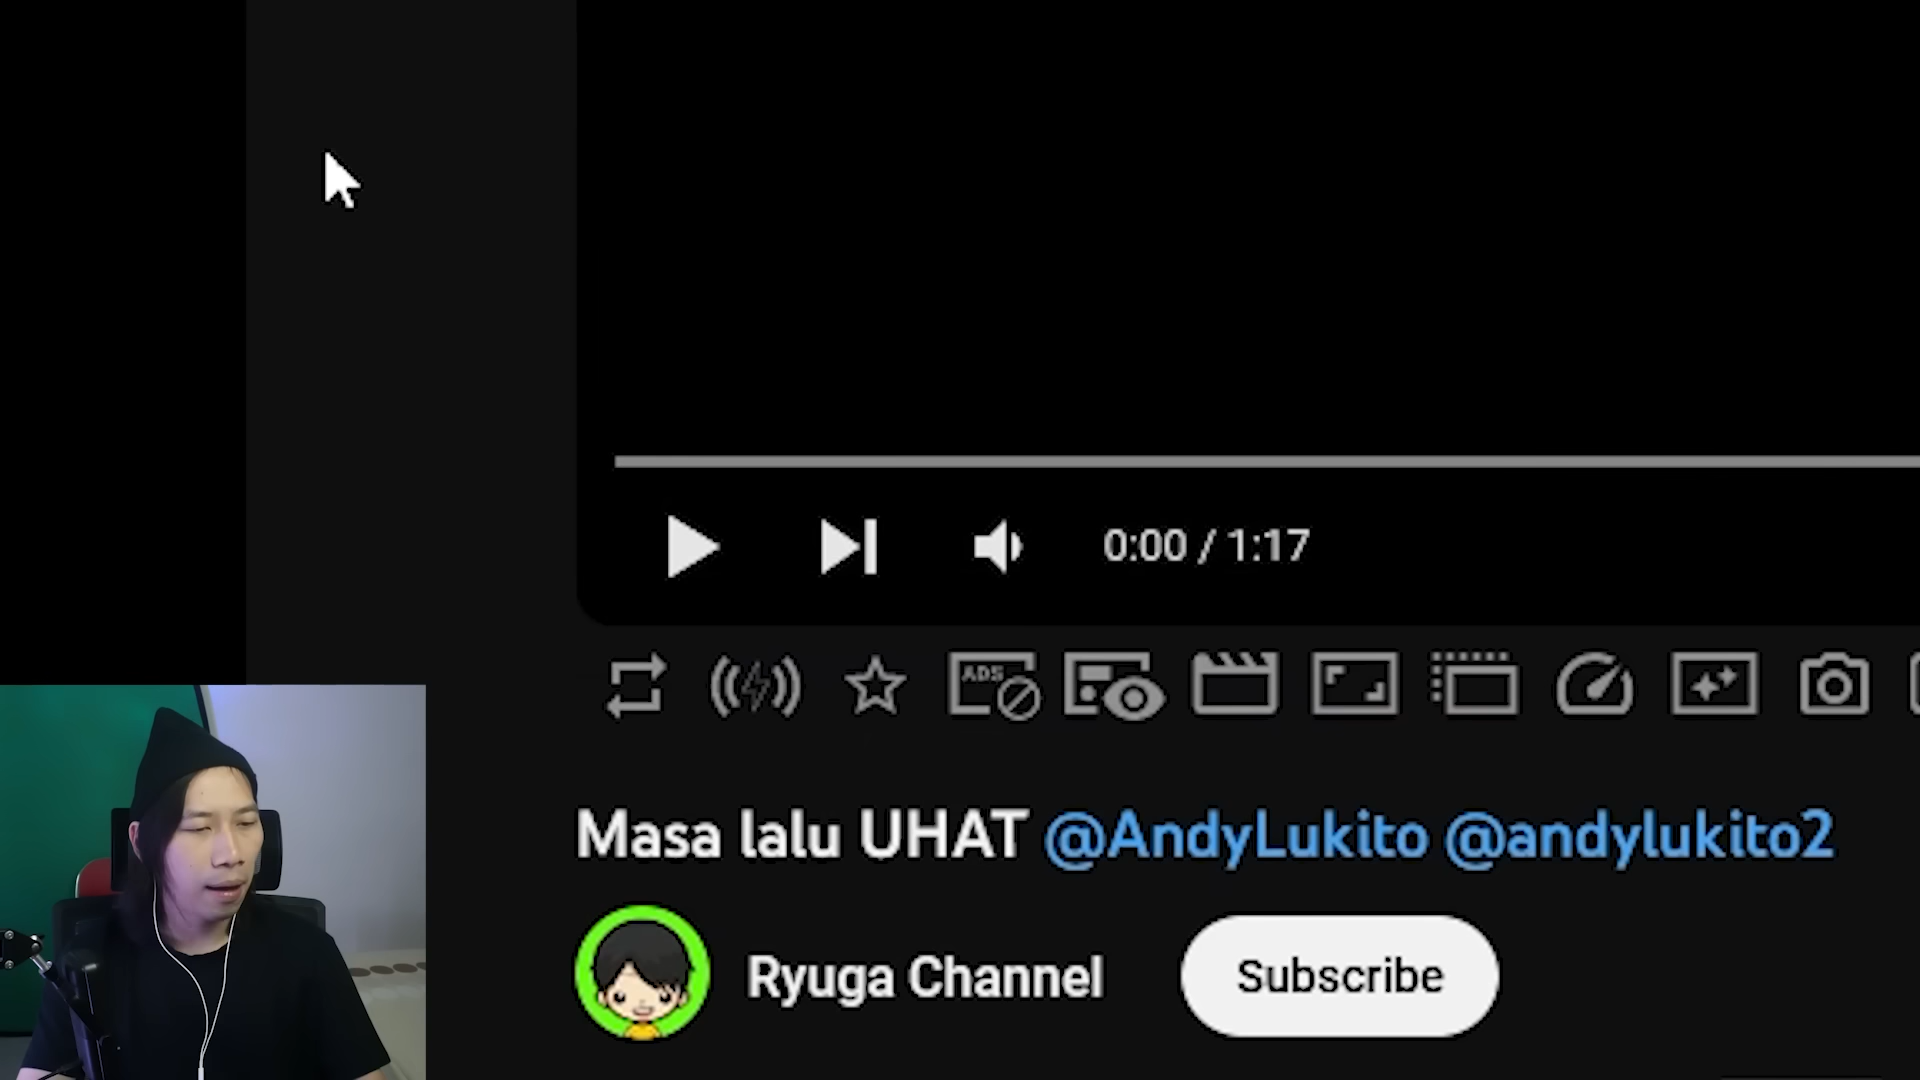 0:00 / 1:17
ADS
Masa lalu UHAT @AndyLukito @andylukito2
Ryuga Channel
Subscribe